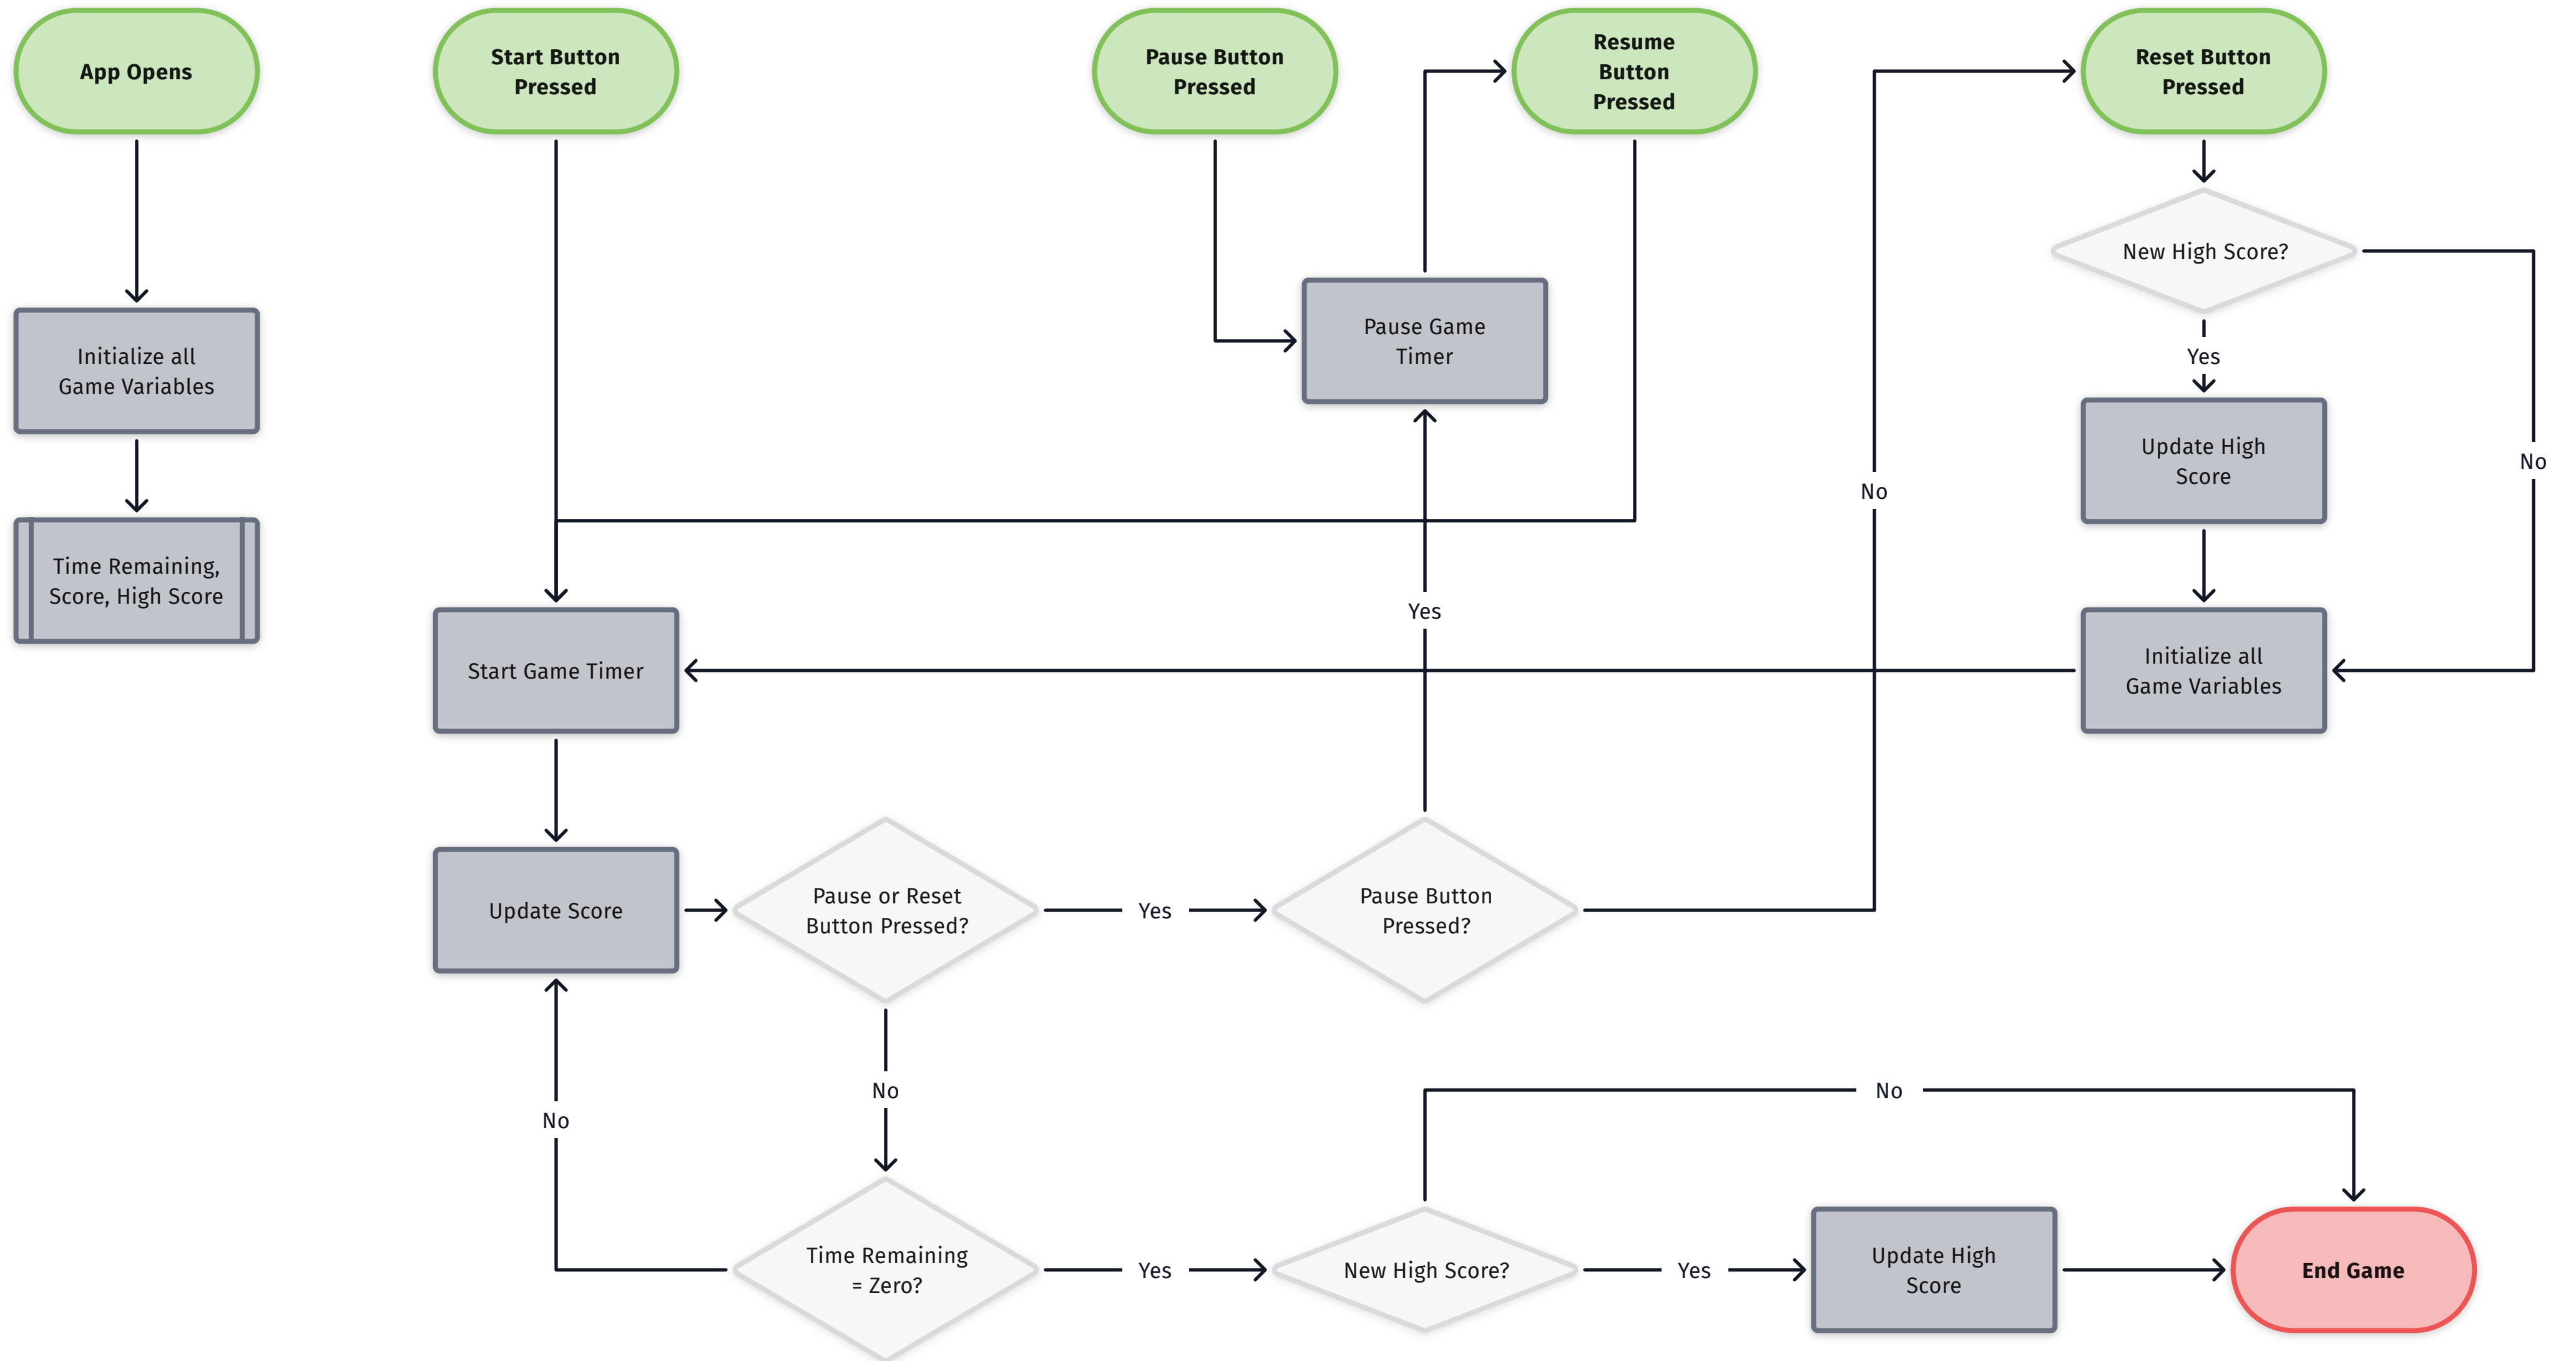 App Opens
Start Button
Pressed
Pause Button
Pressed
Resume
Button
Pressed
Reset Button
Pressed
New High Score?
Pause Game
Timer
Initialize all
Game Variables
Yes
Update High
Score
No
No
Time Remaining,
Score, High Score
Yes
Start Game Timer
Initialize all
Game Variables
Update Score
Pause or Reset
Button Pressed?
Yes
Pause Button
Pressed?
No
No
No
Time Remaining
= Zero?
Yes
New High Score?
Yes
Update High
Score
End Game